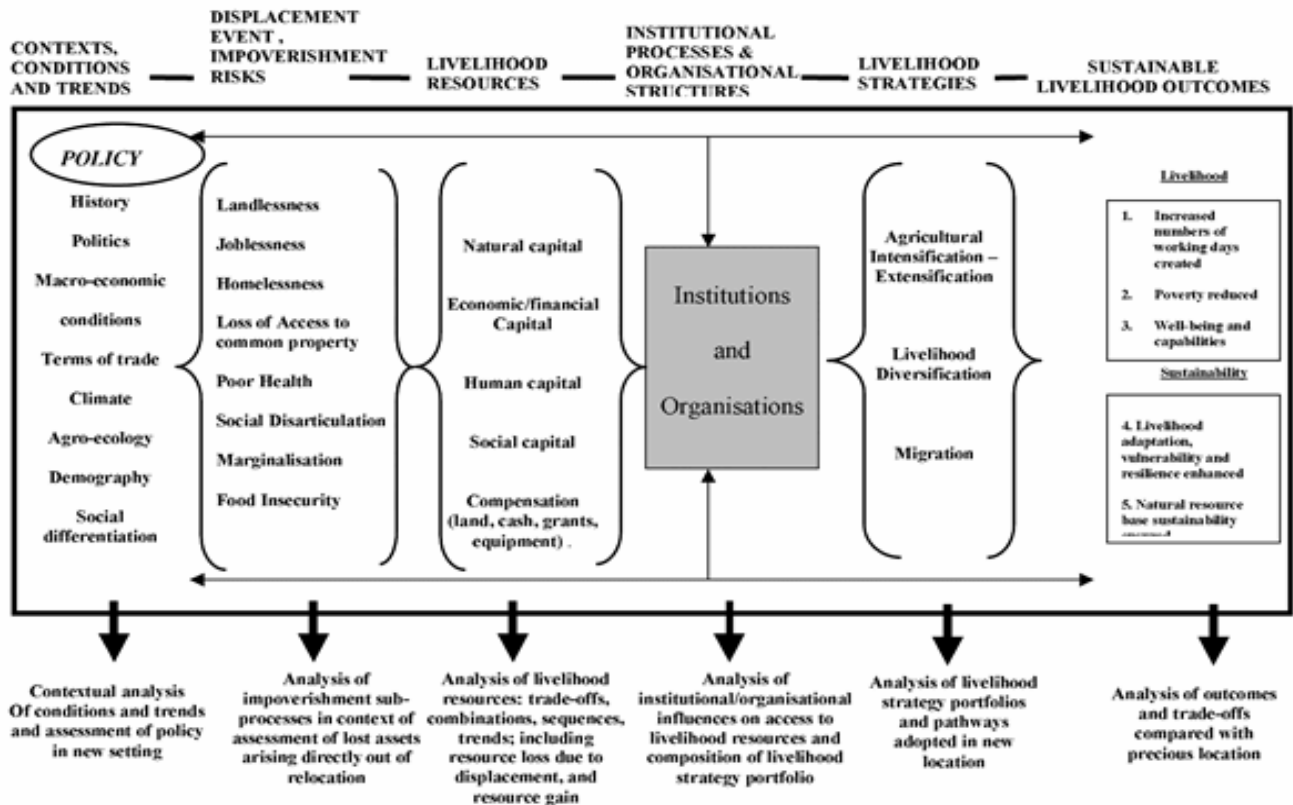 CONTEXTS,
CONDITIONS
AND TRENDS
DISPLACEMENT
EVENT ,
IMPOVERISHMENT
RISKS
LIVELIHOOD
RESOURCES
INSTITUTIONAL
PROCESSES &
ORGANISATIONAL
STRUCTURES
LIVELIHOOD
STRATEGIES
SUSTAINABLE
LIVELIHOOD OUTCOMES
POLICY
History
Politics
Macro-economic
conditions
Terms of trade
Climate
Agro-ecology
Demography
Social
differentiation
Landlessness
Joblessness
Homelessness
Loss of Access to
common property
Poor Health
Social Disarticulation
Marginalisation
Food Insecurity
Natural capital
Economic/financial
Capital
Human capital
Social capital
Compensation
(land, cash, grants,
equipment) .
Institutions
and
Organisations
Agricultural
Intensification –
Extensification
Livelihood
Diversification
Migration
Livelihood
1. Increased
numbers of
working days
created
2. Poverty reduced
3. Well-being and
capabilities
Sustainability
4. Livelihood
adaptation,
vulnerability and
resilience enhanced
5. Natural resource
base sustainability
Contextual analysis
Of conditions and trends
and assessment of policy
in new setting
Analysis of
impoverishment sub-
processes in context of
assessment of lost assets
arising directly out of
relocation
Analysis of livelihood
resources: trade-offs,
combinations, sequences,
trends; including
resource loss due to
displacement, and
resource gain
Analysis of
institutional/organisational
influences on access to
livelihood resources and
composition of livelihood
strategy portfolio
Analysis of livelihood
strategy portfolios
and pathways
adopted in new
location
Analysis of outcomes
and trade-offs
compared with
precious location